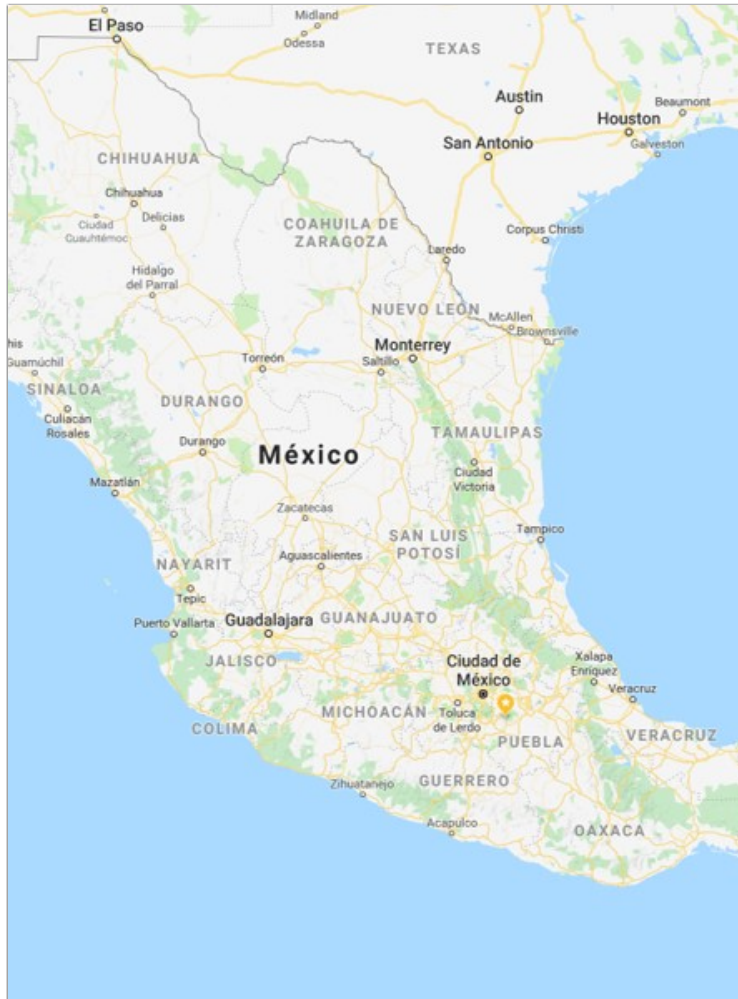 Midland
El Paso
Odessa
TEXAS
Austin
Beaumont
Houston
San Antonio
Galveston
CHIHUAHUA
Chihuahua
Delicias
Ciudad
Cuauhtémoc
COAHUILA DE
ZARAGOZA
Corpus Christi
Laredo
Hidalgo
del Parral
NUEVO LEÓN
McAllen
Brownsville
his
Monterrey
Guamúchil
Torreón
Saltillo
SINALOA
DURANGO
Culiacán
Rosales
TAMAULIPAS
Durango
México
Ciudad
Victoria
Mazatlán
Zacatecas
Tampico
SAN LUIS
POTOSÍ
Aguascalientes
NAYARIT
Tepic
Puerto Vallarta
Guadalajara
GUANAJUATO
JALISCO
Ciudad de
México
Xalapa
Enríquez
Veracruz
MICHOACÁN
Toluca
de Lerdo
COLIMA
PUEBLA
VERACRUZ
GUERRERO
Zihuatanejo
Acapulco
OAXACA